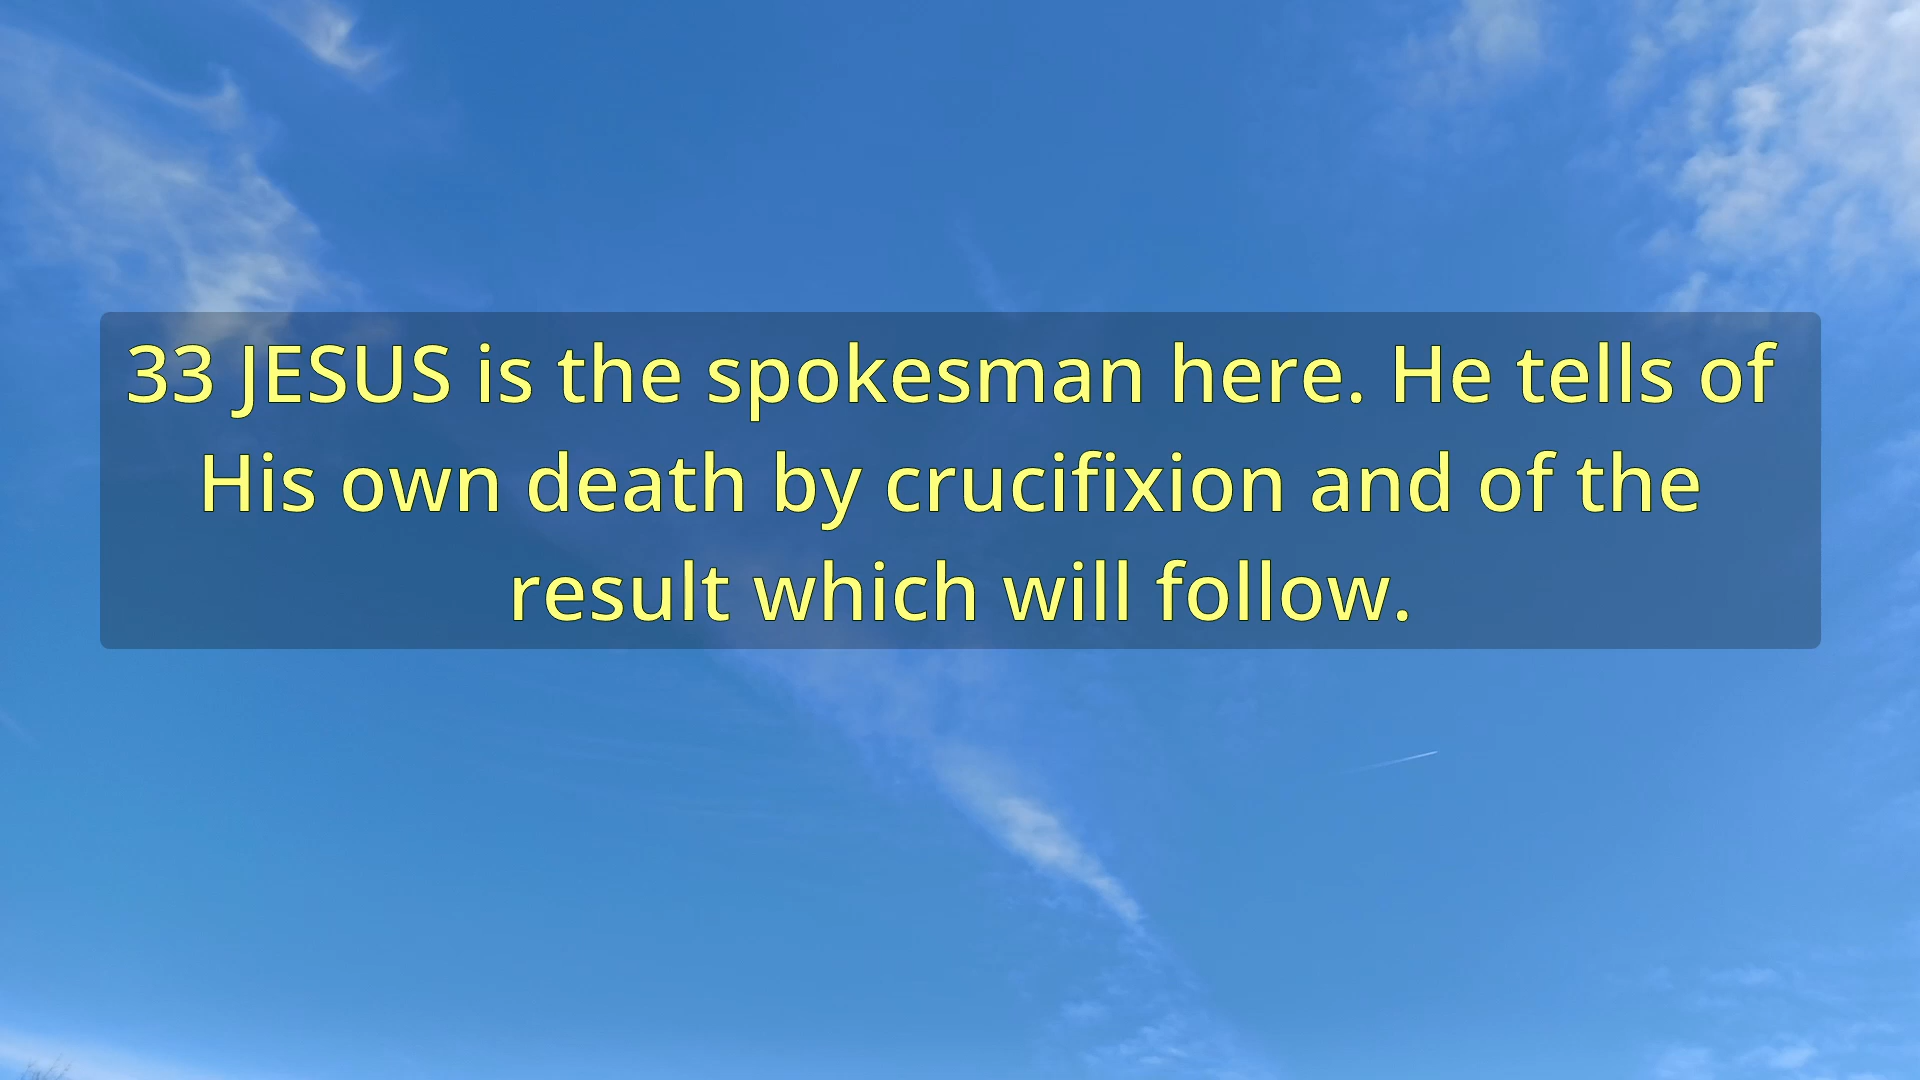 33 JESUS is the spokesman here. He tells of
His own death by crucifixion and of the
result which will follow.